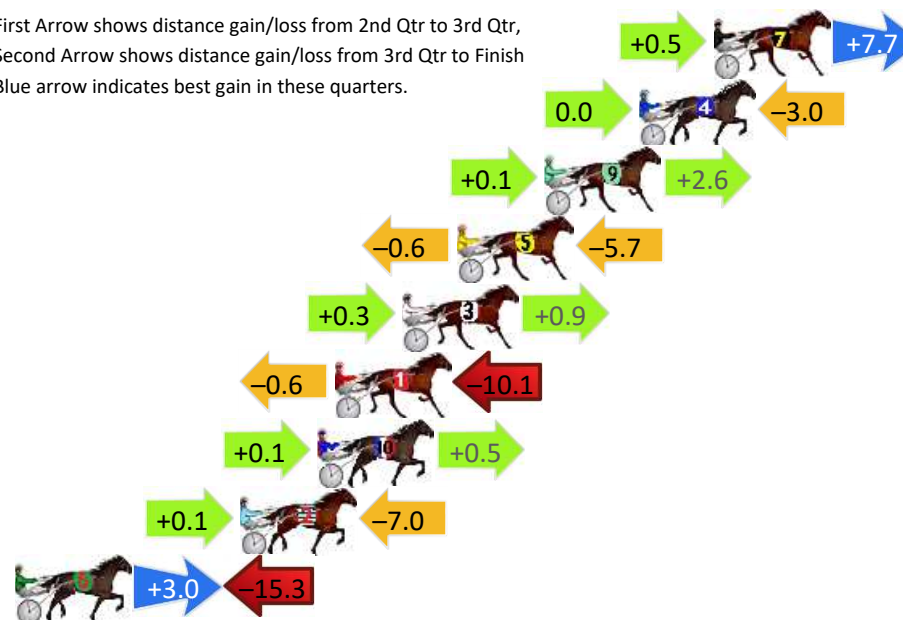 First Arrow shows distance gain/loss from 2nd Qtr to 3rd Qtr,
Second Arrow shows distance gain/loss from 3rd Qtr to Finish
Blue arrow indicates best gain in these quarters.
+0.5 7 +7.7
0.0 4 –3.0
+0.1 9 +2.6
–0.6 5 –5.7
+0.3 3 +0.9
–0.6 1 –10.1
+0.1 10 +0.5
+0.1 2 –7.0
6 +3.0 –15.3